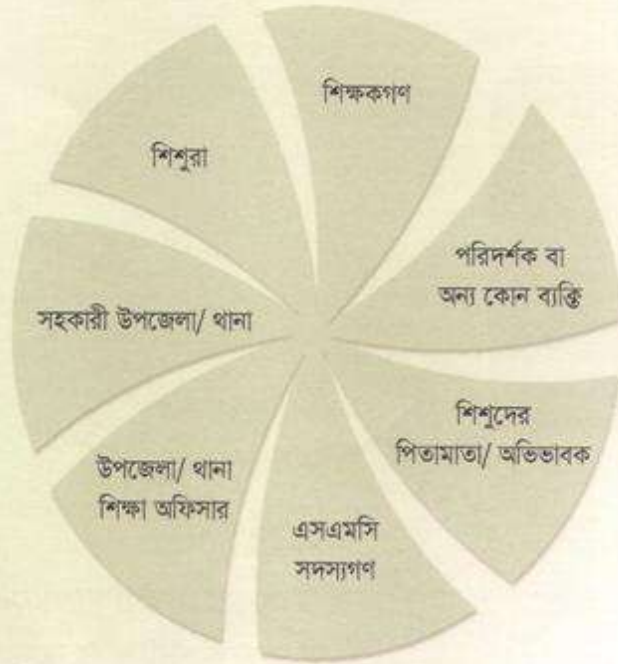 শিক্ষকগণ
পরিদর্শক বা
অন্য কোন ব্যক্তি
শিশুদের
পিতামাতা/ অভিভাবক
এসএমসি
সদস্যগণ
উপজেলা/ থানা
শিক্ষা অফিসার
সহকারী উপজেলা/ থানা
শিশুরা